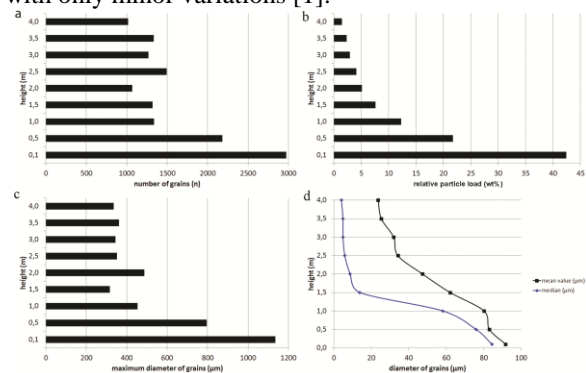 with only minor variations [1].
a
4,0
3,5
3,0
2,5
2,0
1,5
1,0
0,5
0,1
height (m)
0 500 1000 1500 2000 2500 3000
number of grains (n)
b
4,0
3,5
3,0
2,5
2,0
1,5
1,0
0,5
0,1
height (m)
0 5 10 15 20 25 30 35 40 45
relative particle load (wt%)
c
4,0
3,5
3,0
2,5
2,0
1,5
1,0
0,5
0,1
height (m)
0 200 400 600 800 1000 1200
maximum diameter of grains (µm)
d
4,0
3,5
3,0
2,5
2,0
1,5
1,0
0,5
0,0
height (m)
0 20 40 60 80 100
diameter of grains (µm)
mean value (µm)
median (µm)